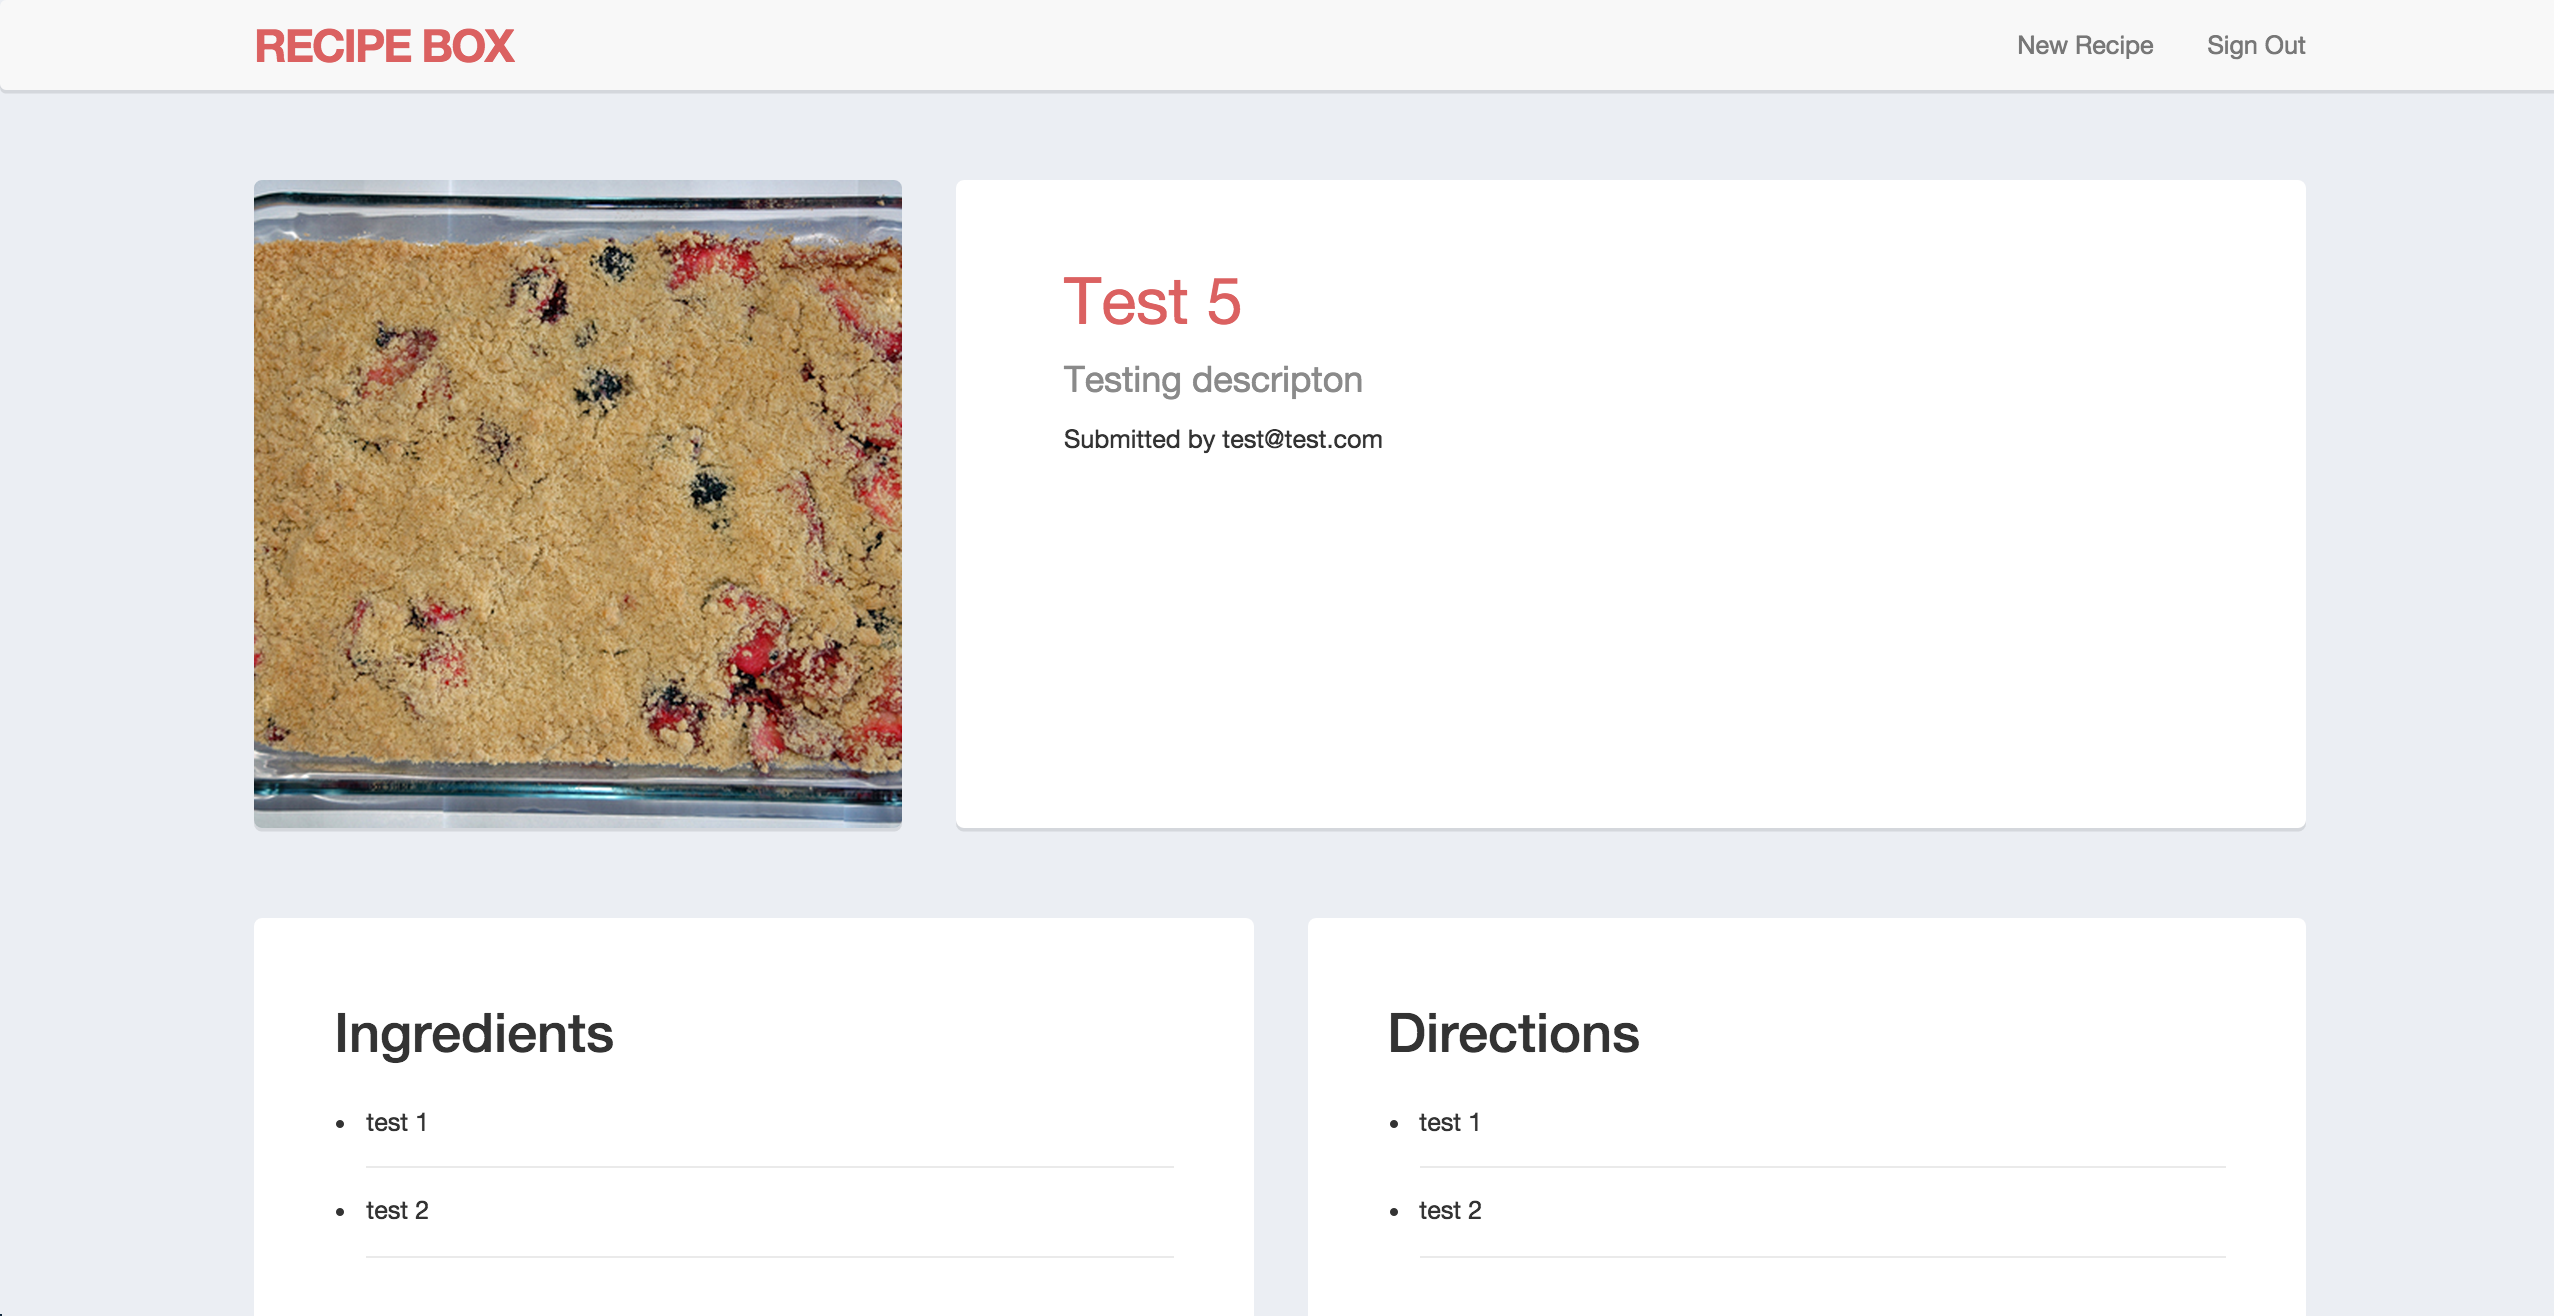 RECIPE BOX
New Recipe
Sign Out
Test 5
Testing descripton
Submitted by test@test.com
Ingredients
test 1
test 2
Directions
test 1
test 2